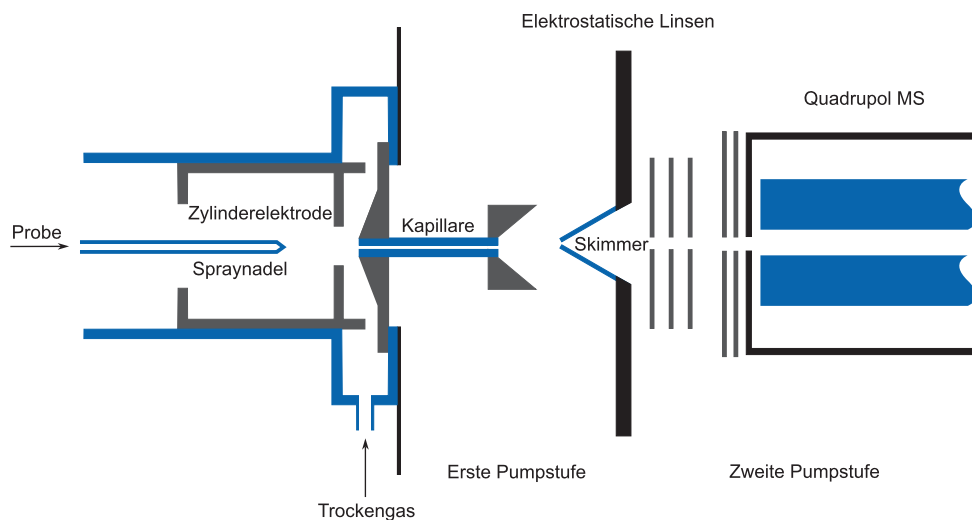 Elektrostatische Linsen
Quadrupol MS
Zylinderelektrode
Kapillare
Probe
Skimmer
Spraynadel
Erste Pumpstufe
Zweite Pumpstufe
Trockengas